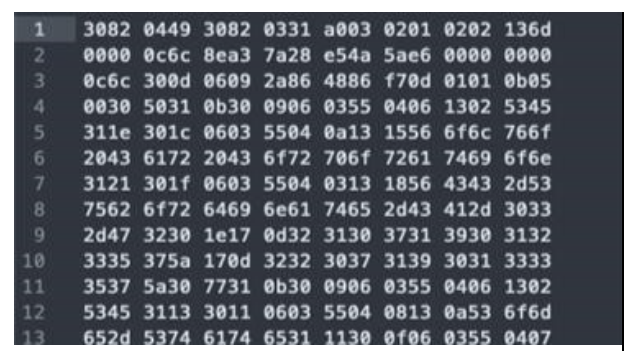 1 3082 0449 3082 0331 a003 0201 0202 136d
2 0000 0c6c 8ea3 7a28 e54a 5ae6 0000 0000
3 0c6c 300d 0609 2a86 4886 f70d 0101 0b05
4 0030 5031 0b30 0906 0355 0406 1302 5345
5 311e 301c 0603 5504 0a13 1556 6f6c 766f
6 2043 6172 2043 6f72 706f 7261 7469 6f6e
7 3121 301f 0603 5504 0313 1856 4343 2d53
8 7562 6f72 6469 6e61 7465 2d43 412d 3033
9 2d47 3230 1e17 0d32 3130 3731 3930 3132
10 3335 375a 170d 3232 3037 3139 3031 3333
11 3537 5a30 7731 0b30 0906 0355 0406 1302
12 5345 3113 3011 0603 5504 0813 0a53 6f6d
13 652d 5374 6174 6531 1130 0f06 0355 0407